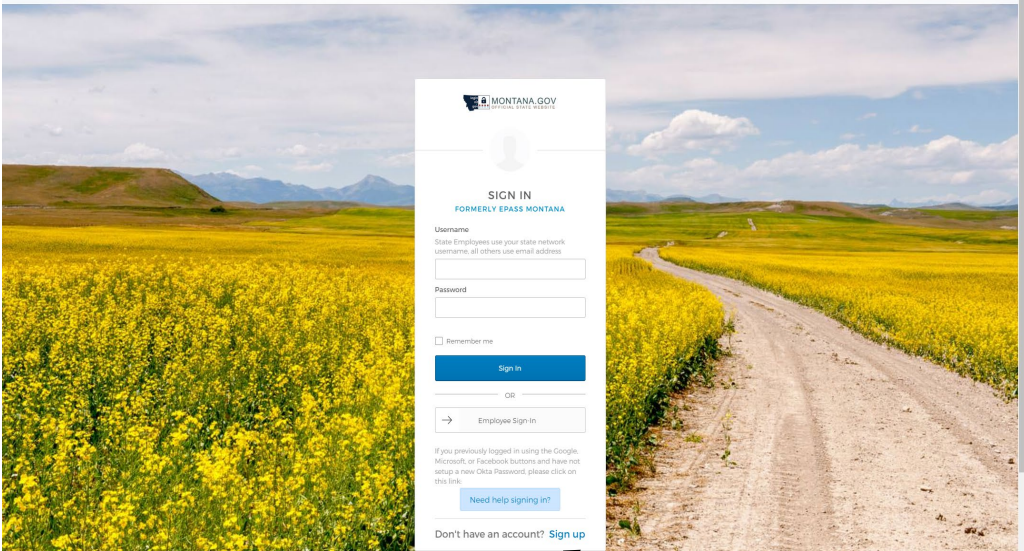 MONTANA.GOV
OFFICIAL STATE WEBSITE
SIGN IN
FORMERLY EPASS MONTANA
Username
State Employees use your state network
username, all others use email address
Password
Remember me
Sign In
OR
Employee Sign-In
If you previously logged in using the Google,
Microsoft, or Facebook buttons and have not
setup a new Okta Password, please click on
this link:
Need help signing in?
Don't have an account? Sign up